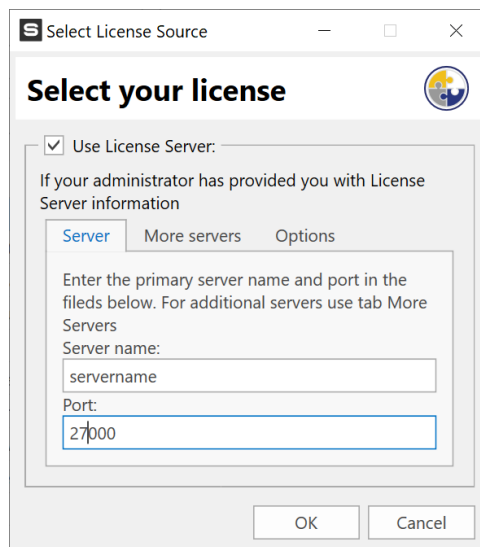 S Select License Source
Select your license
Use License Server:
If your administrator has provided you with License
Server information
Server More servers Options
Enter the primary server name and port in the
fileds below. For additional servers use tab More
Servers
Server name:
servername
Port:
27000
OK Cancel